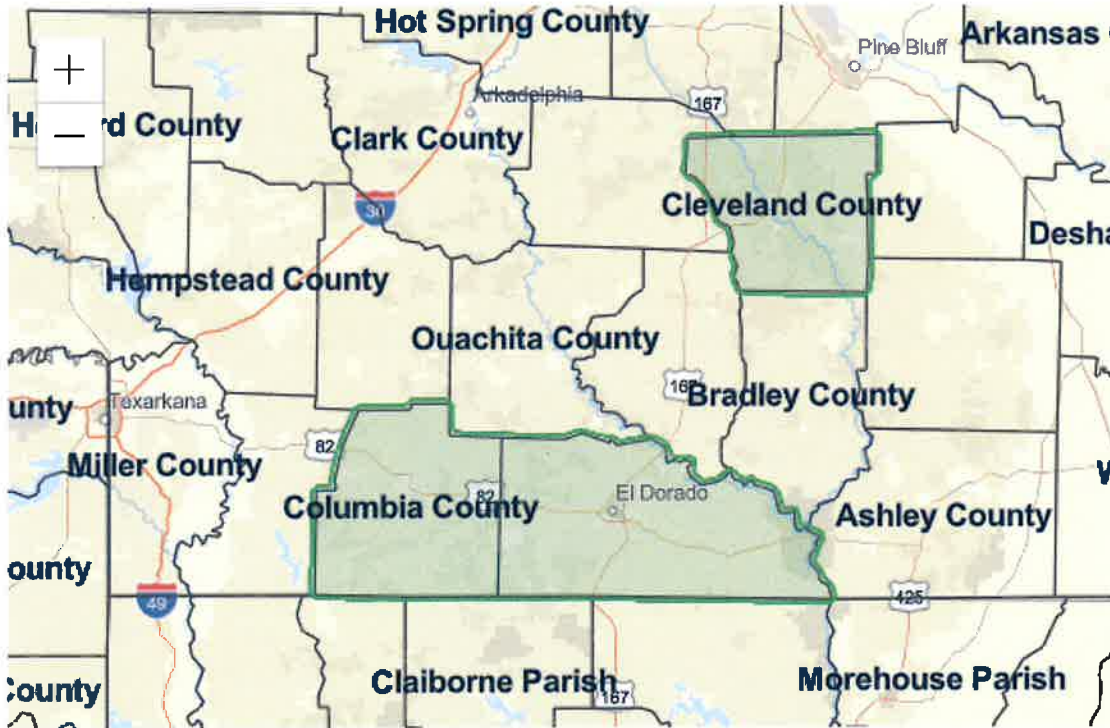 Hot Spring County
Pine Bluff
Arkansas
+
Arkadelphia
167
County
−
Clark County
30
Cleveland County
Desha
Hempstead County
Ouachita County
167
Bradley County
unty
Texarkana
82
Miller County
82
El Dorado
Columbia County
Ashley County
W
ounty
49
425
County
Claiborne Parish
167
Morehouse Parish